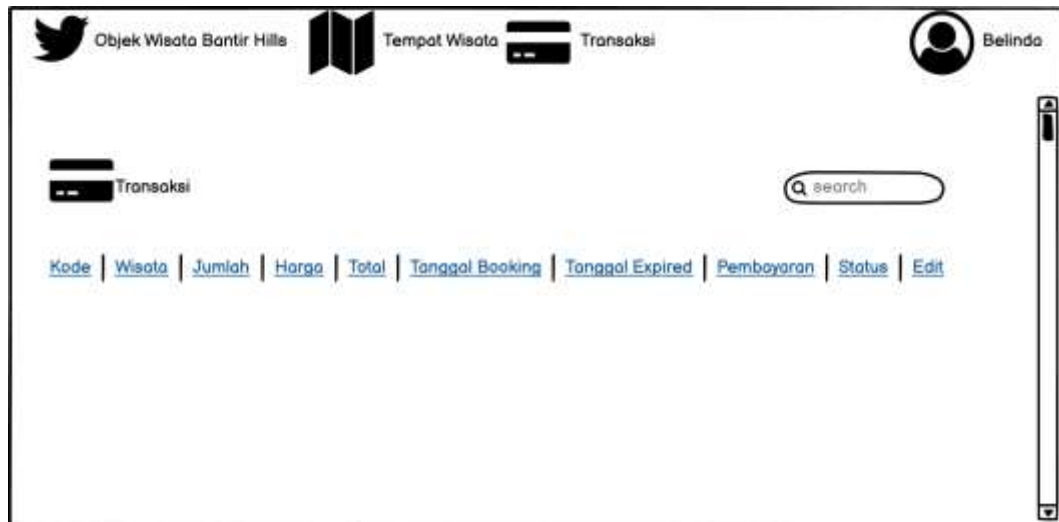 Objek Wisata Bantir Hills Tempat Wisata Transaksi Belinda
Transaksi search
Kode | Wisata | Jumlah | Harga | Total | Tanggal Booking | Tanggal Expired | Pembayaran | Status | Edit